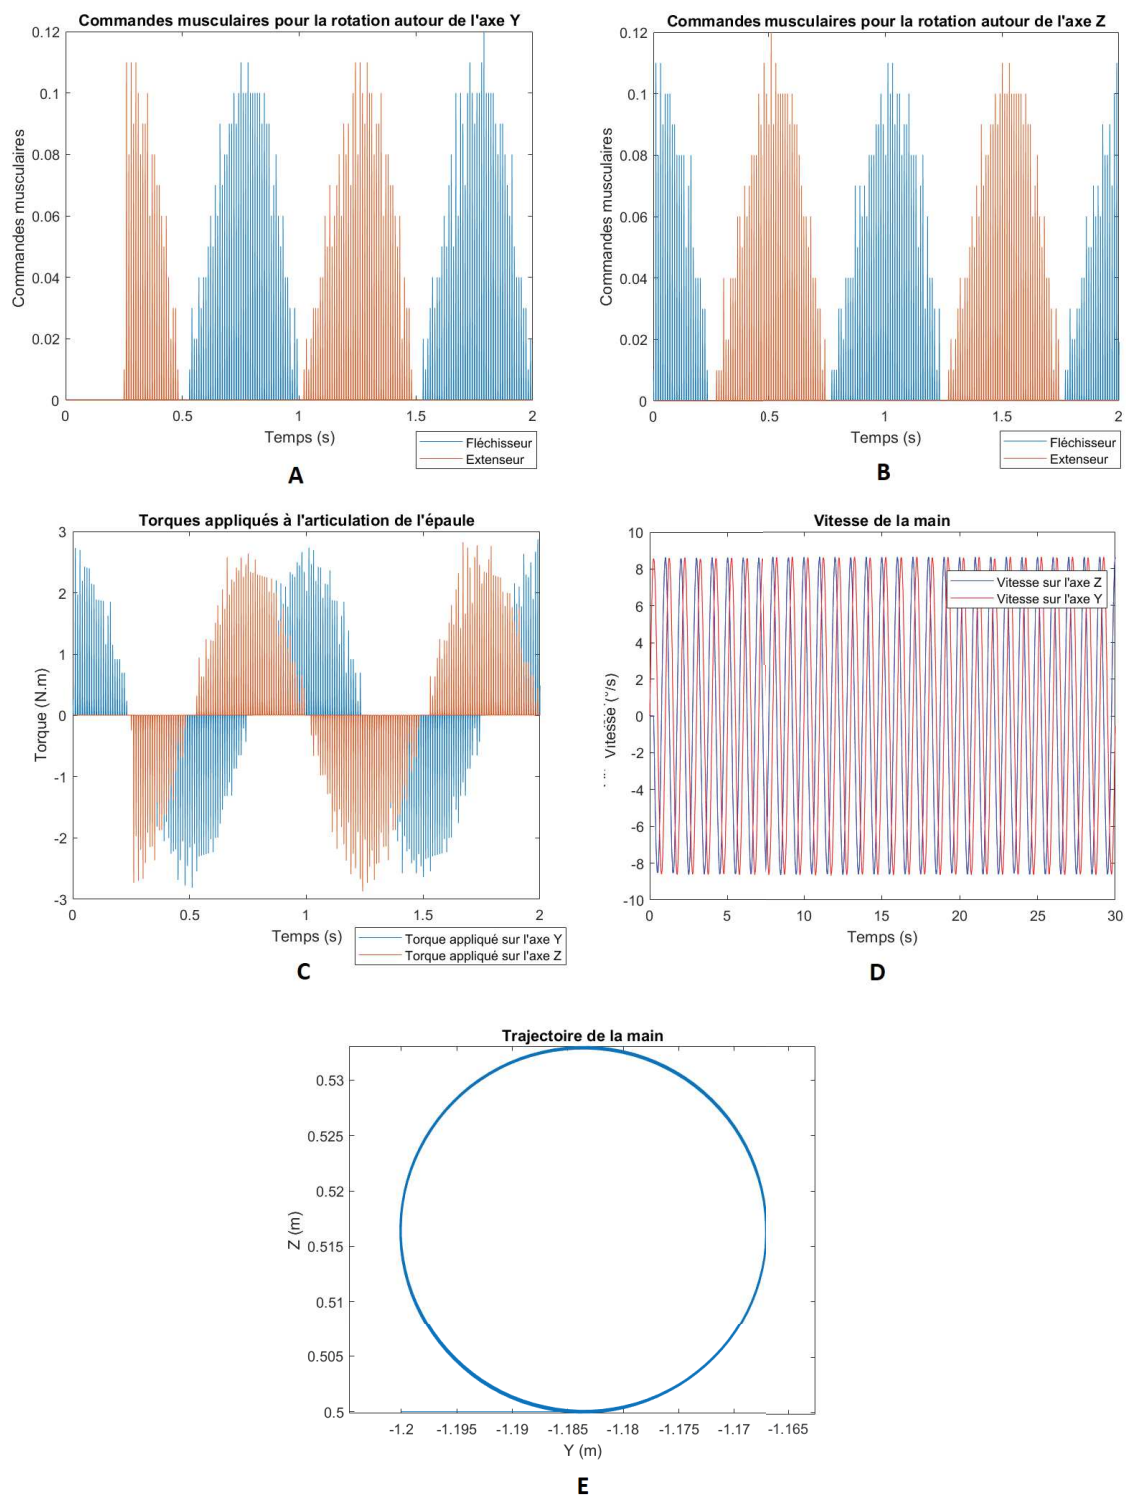 Commandes musculaires pour la rotation autour de l'axe Y
Commandes musculaires
0.12
0.1
0.08
0.06
0.04
0.02
0
0 0.5 1 1.5 2
Temps (s)
Fléchisseur
Extenseur
A
Commandes musculaires pour la rotation autour de l'axe Z
Commandes musculaires
0.12
0.1
0.08
0.06
0.04
0.02
0
0 0.5 1 1.5 2
Temps (s)
Fléchisseur
Extenseur
B
Torques appliqués à l'articulation de l'épaule
Torque (N.m)
3
2
1
0
-1
-2
-3
0 0.5 1 1.5 2
Temps (s)
Torque appliqué sur l'axe Y
Torque appliqué sur l'axe Z
C
Vitesse de la main
Vitesse (°/s)
10
8
6
4
2
0
-2
-4
-6
-8
-10
Vitesse sur l'axe Z
Vitesse sur l'axe Y
0 5 10 15 20 25 30
Temps (s)
D
Trajectoire de la main
Z (m)
0.53
0.525
0.52
0.515
0.51
0.505
0.5
-1.2 -1.195 -1.19 -1.185 -1.18 -1.175 -1.17 -1.165
Y (m)
E